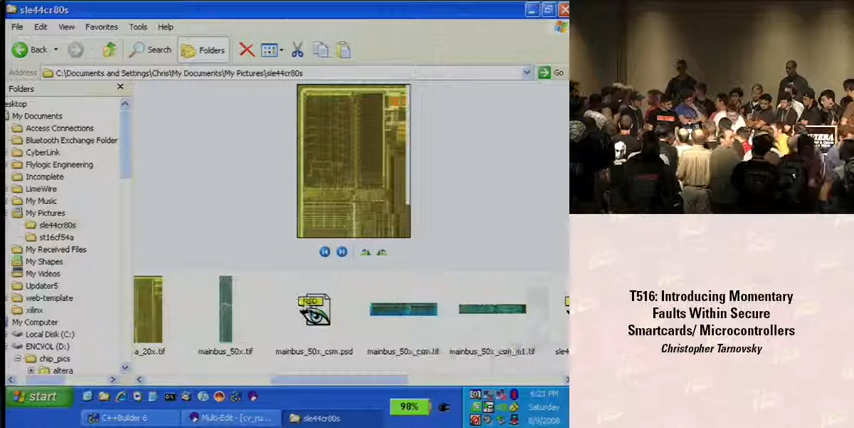 sle44cr80s
File Edit View Favorites Tools Help
Back Search Folders
Address C:\Documents and Settings\Chris\My Documents\My Pictures\sle44cr80s Go
Folders
esktop
My Documents
Access Connections
Bluetooth Exchange Folder
CyberLink
Flylogic Engineering
Incomplete
LimeWire
My Music
My Pictures
sle44cr80s
st16cf54a
My Received Files
My Shapes
My Videos
Updater5
web-template
xilinx
My Computer
Local Disk (C:)
ENCVOL (D:)
chip_pics
altera
a_20x.tif mainbus_50x.tif mainbus_50x_csm.psd mainbus_50x_csm.tif mainbus_50x_csm_m1.tif sle4
start
C++Builder 6 Multi-Edit - [cy_ru... sle44cr80s
98%
6:21 PM
Saturday
8/9/2008
T516: Introducing Momentary
Faults Within Secure
Smartcards/ Microcontrollers
Christopher Tarnovsky